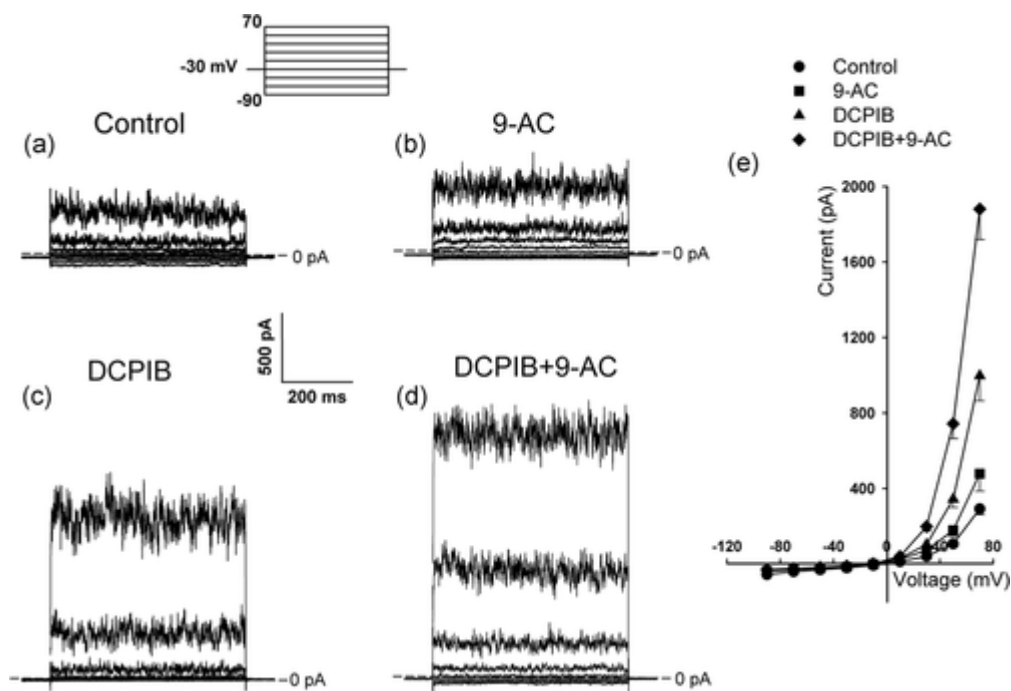 70
-30 mV
-90
Control
(a)
0 pA
9-AC
(b)
0 pA
500 pA
200 ms
DCPIB
(c)
0 pA
DCPIB+9-AC
(d)
0 pA
Control
9-AC
DCPIB
DCPIB+9-AC
(e)
Current (pA)
2000
1600
1200
800
400
-120
-80
-40
0
40
80
Voltage (mV)